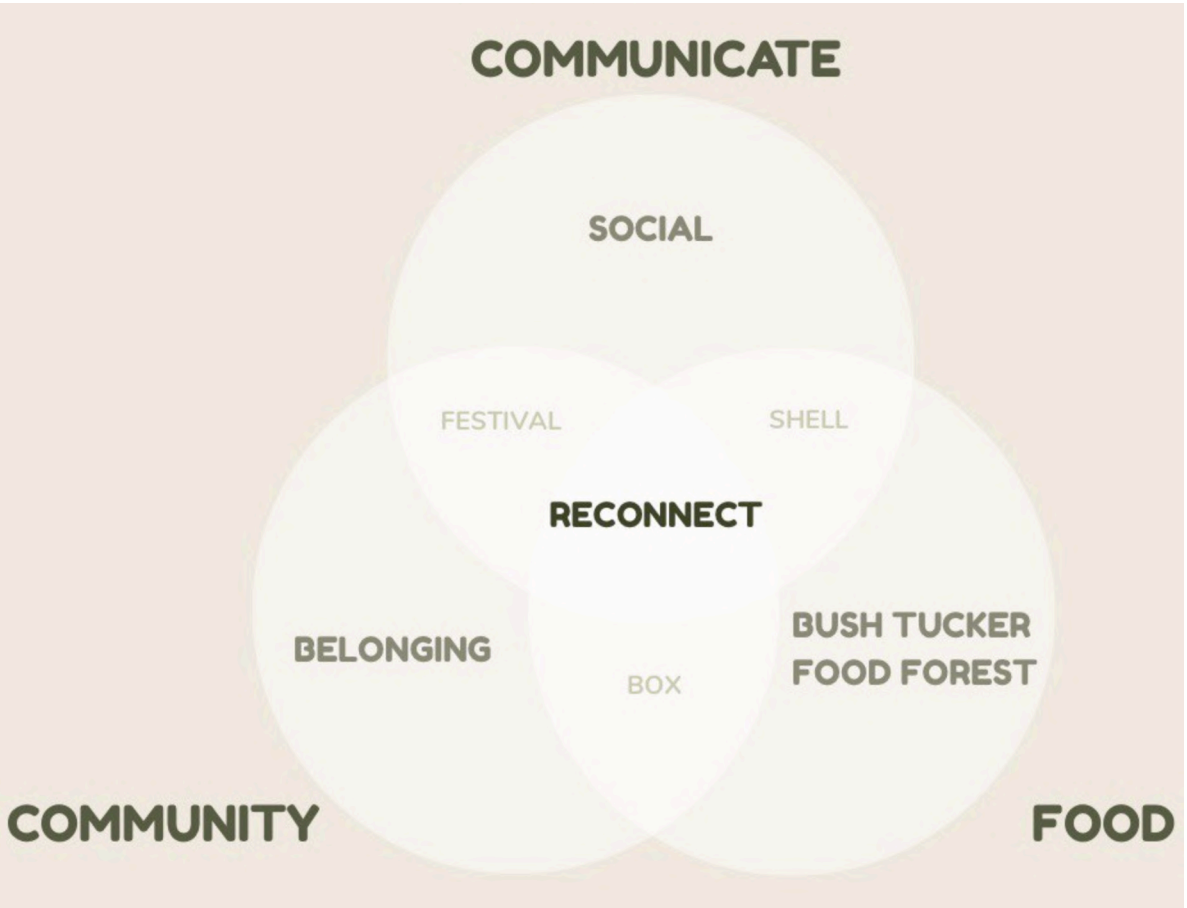 COMMUNICATE
SOCIAL
FESTIVAL
SHELL
RECONNECT
BELONGING
BUSH TUCKER
FOOD FOREST
BOX
COMMUNITY
FOOD